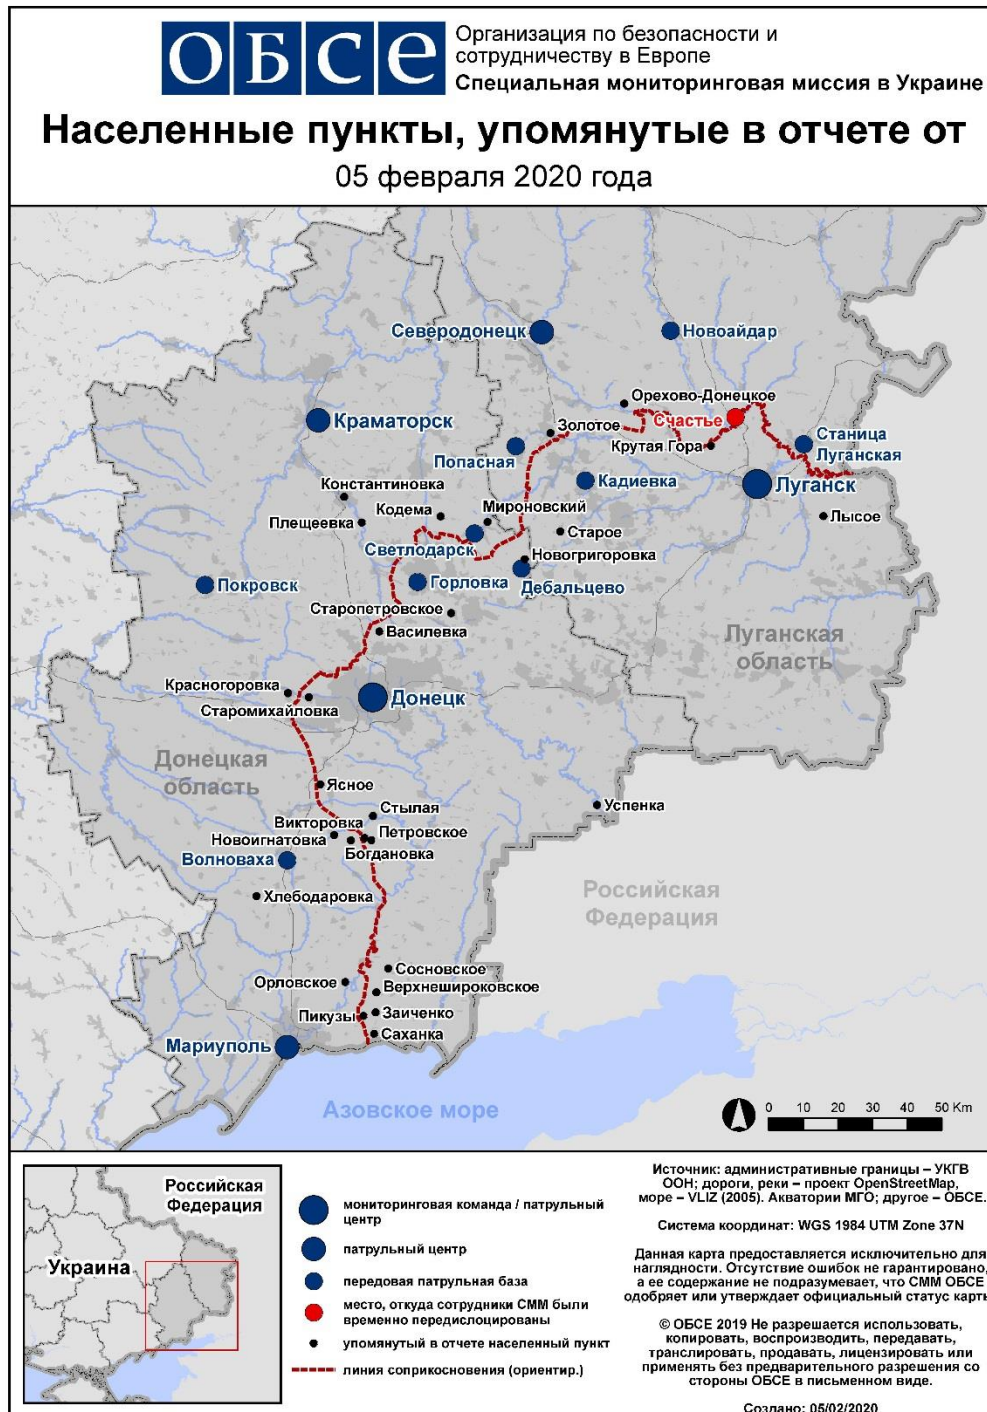 ОБСЕ
Организация по безопасности и
сотрудничеству в Европе
Специальная мониторинговая миссия в Украине
Населенные пункты, упомянутые в отчете от
05 февраля 2020 года
Северодонецк
Новоайдар
Орехово-Донецкое
Счастье
Краматорск
Золотое
Станица
Луганская
Крутая Гора
Попасная
Константиновка
Кадиевка
Луганск
Кодема
Мироновский
Лысое
Плещеевка
Старое
Светлодарск
Новогригоровка
Покровск
Горловка
Дебальцево
Старопетровское
Василевка
Луганская
область
Красногоровка
Старомихайловка
Донецк
Донецкая
область
Ясное
Успенка
Стылая
Викторовка
Петровское
Новоигнатовка
Богдановка
Волноваха
Хлебодаровка
Российская
Федерация
Сосновское
Орловское
Верхнешироковское
Пикузы
Заиченко
Саханка
Мариуполь
Азовское море
0 10 20 30 40 50 Km
Российская
Федерация
Украина
мониторинговая команда / патрульный
центр
патрульный центр
передовая патрульная база
место, откуда сотрудники СММ были
временно передислоцированы
упомянутый в отчете населенный пункт
линия соприкосновения (ориентир.)
Источник: административные границы – УКГВ
ООН; дороги, реки – проект OpenStreetMap,
море – VLIZ (2005). Акватории МГО; другое – ОБСЕ.
Система координат: WGS 1984 UTM Zone 37N
Данная карта предоставляется исключительно для
наглядности. Отсутствие ошибок не гарантировано,
а ее содержание не подразумевает, что СММ ОБСЕ
одобряет или утверждает официальный статус карты
© ОБСЕ 2019 Не разрешается использовать,
копировать, воспроизводить, передавать,
транслировать, продавать, лицензировать или
применять без предварительного разрешения со
стороны ОБСЕ в письменном виде.
Создано: 05/02/2020